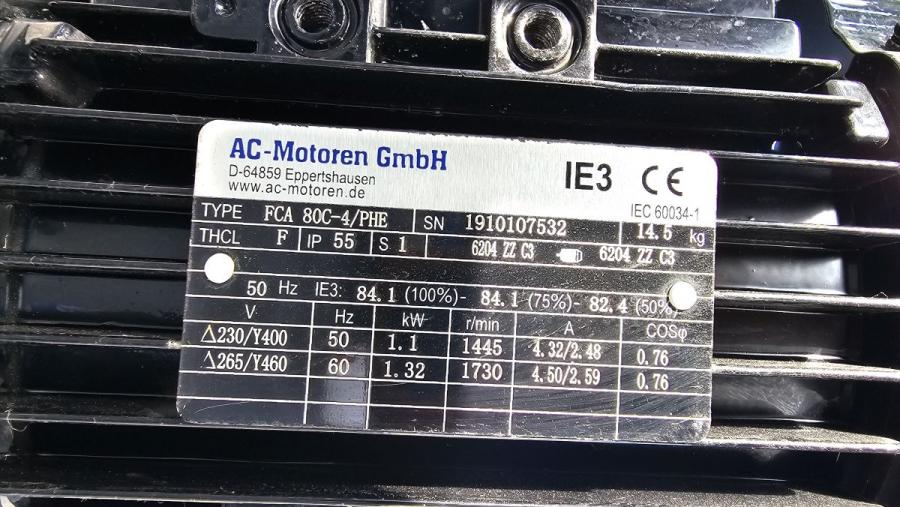 AC-Motoren GmbH
D-64859 Eppertshausen
www.ac-motoren.de
IE3 CE
IEC 60034-1
TYPE FCA 80C-4/PHE SN 1910107532 14.5 kg
THCL F IP 55 S 1 6204 ZZ C3 6204 ZZ C3
50 Hz IE3: 84.1 (100%)- 84.1 (75%)- 82.4 (50%)
V Hz kW r/min A COSφ
Δ230/Y400 50 1.1 1445 4.32/2.48 0.76
Δ265/Y460 60 1.32 1730 4.50/2.59 0.76